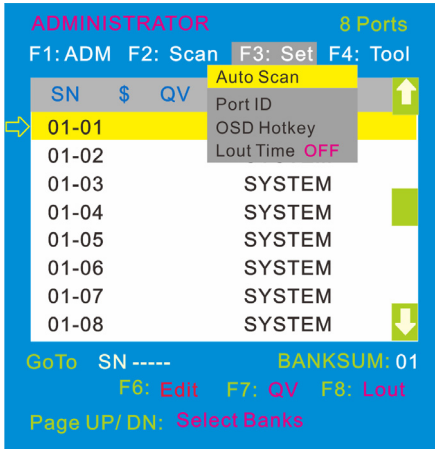 ADMINISTRATOR 8 Ports
F1: ADM F2: Scan F3: Set F4: Tool
Auto Scan
SN $ QV
Port ID
01-01
OSD Hotkey
01-02
Lout Time OFF
01-03 SYSTEM
01-04 SYSTEM
01-05 SYSTEM
01-06 SYSTEM
01-07 SYSTEM
01-08 SYSTEM
GoTo SN ----- BANKSUM: 01
F6: Edit F7: QV F8: Lout
Page UP/ DN: Select Banks